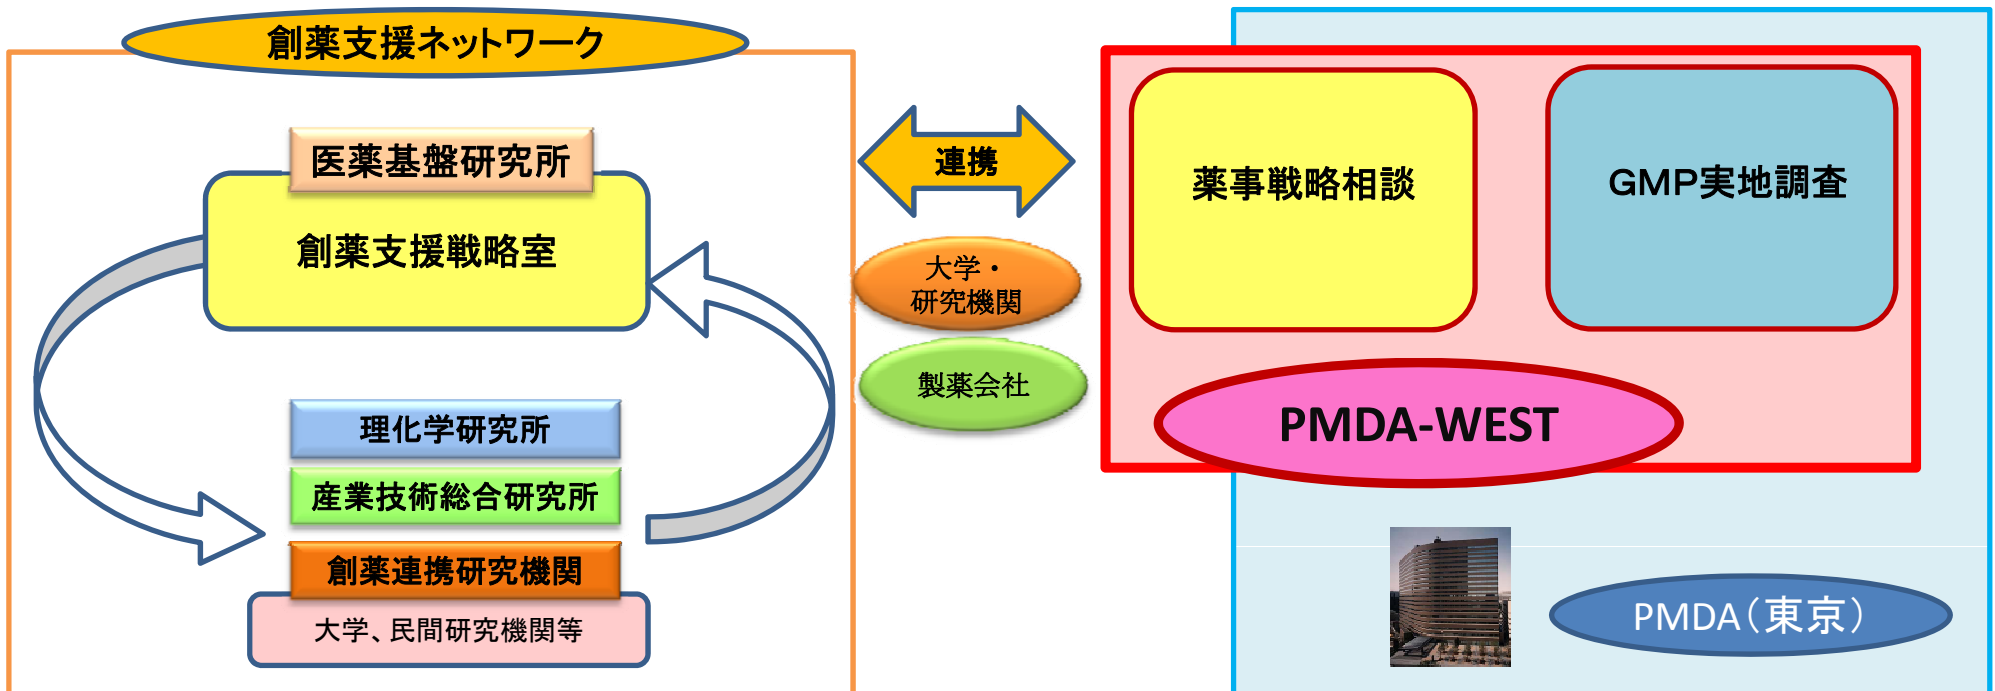 創薬支援ネットワーク
医薬基盤研究所
創薬支援戦略室
理化学研究所
産業技術総合研究所
創薬連携研究機関
大学、民間研究機関等
連携
大学・
研究機関
製薬会社
薬事戦略相談
GMP実地調査
PMDA-WEST
PMDA(東京)